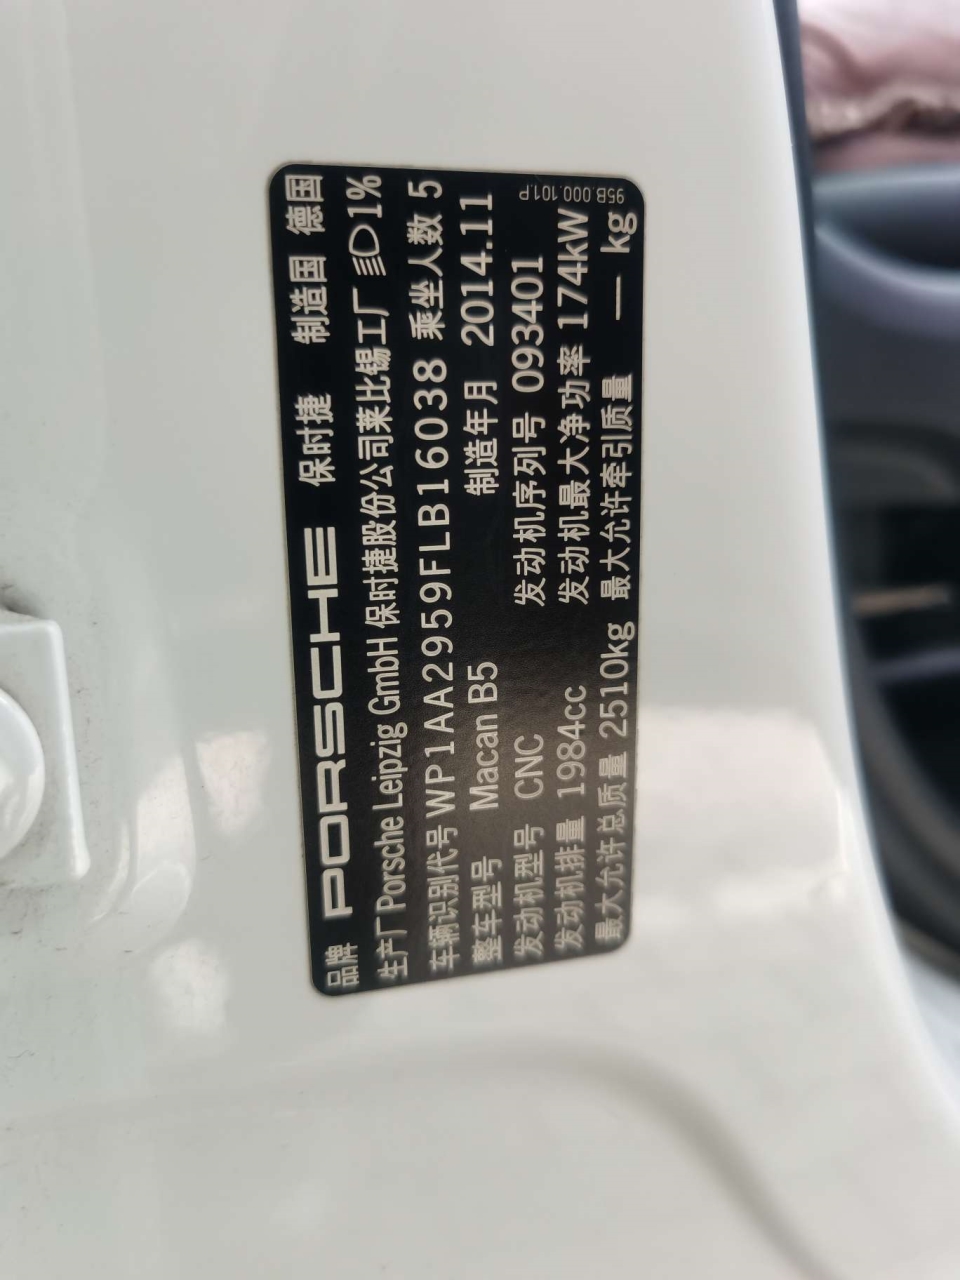 品牌 PORSCHE 保时捷 制造国 德国
生产厂 Porsche Leipzig GmbH 保时捷股份公司莱比锡工厂 1%
车辆识别代号 WP1AA2959FLB16038 乘坐人数 5
整车型号 Macan B5 制造年月 2014.11
发动机型号 CNC 发动机序列号 093401
发动机排量 1984cc 发动机最大净功率 174kW
最大允许总质量 2510kg 最大允许牵引质量 — kg
95B.000.101.P